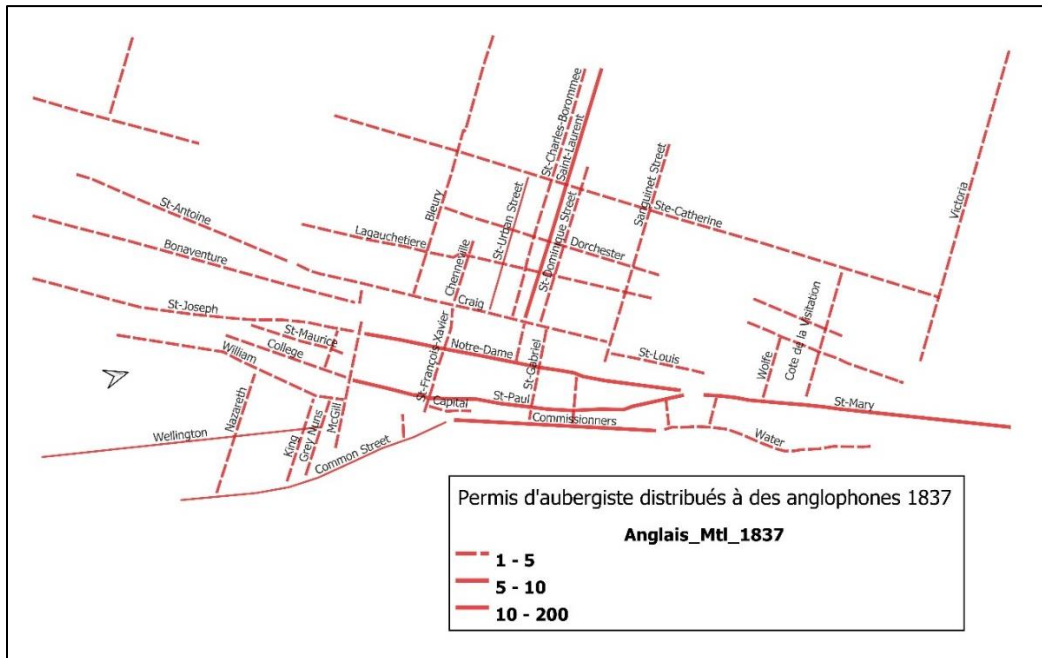 St-Charles-Borommee
Saint-Laurent
St-Antoine
Bonaventure
Lagauchetiere
Bleury
St-Urban Street
St-Dominique Street
Sanguinet Street
Ste-Catherine
Victoria
Dorchester
Chenneville
Craig
St-Joseph
St-Maurice
College
William
St-François-Xavier
Notre-Dame
St-Gabriel
St-Louis
Wolfe
Cote de la Visitation
St-Paul
Capital
Commissionners
St-Mary
Water
Nazareth
Wellington
King
Grey Nuns
McGill
Common Street
Permis d'aubergiste distribués à des anglophones 1837
Anglais_Mtl_1837
1 - 5
5 - 10
10 - 200